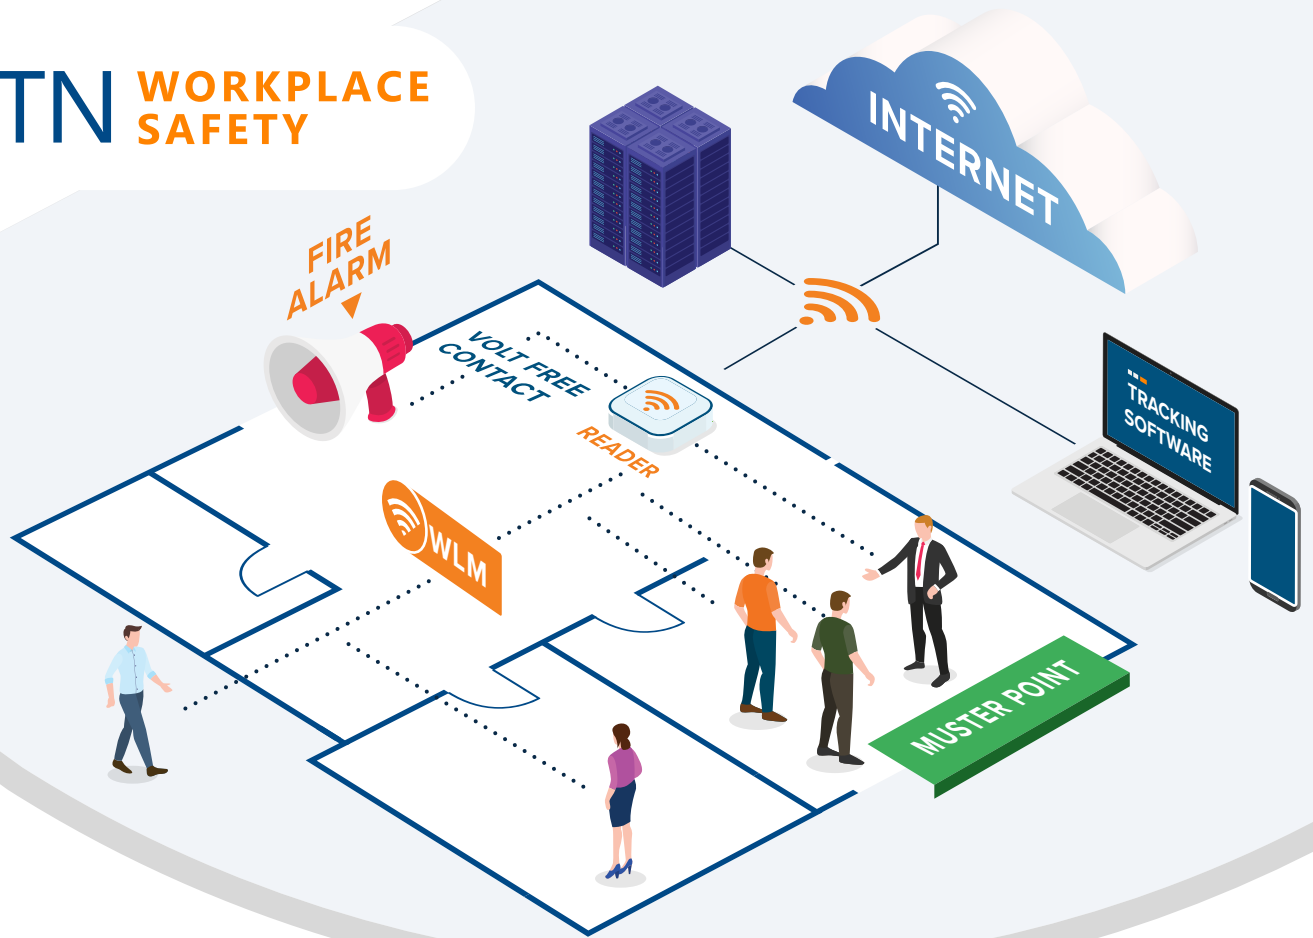 TN WORKPLACE
SAFETY
INTERNET
FIRE
ALARM
VOLT FREE
CONTACT
READER
TRACKING
SOFTWARE
WLM
MUSTER POINT